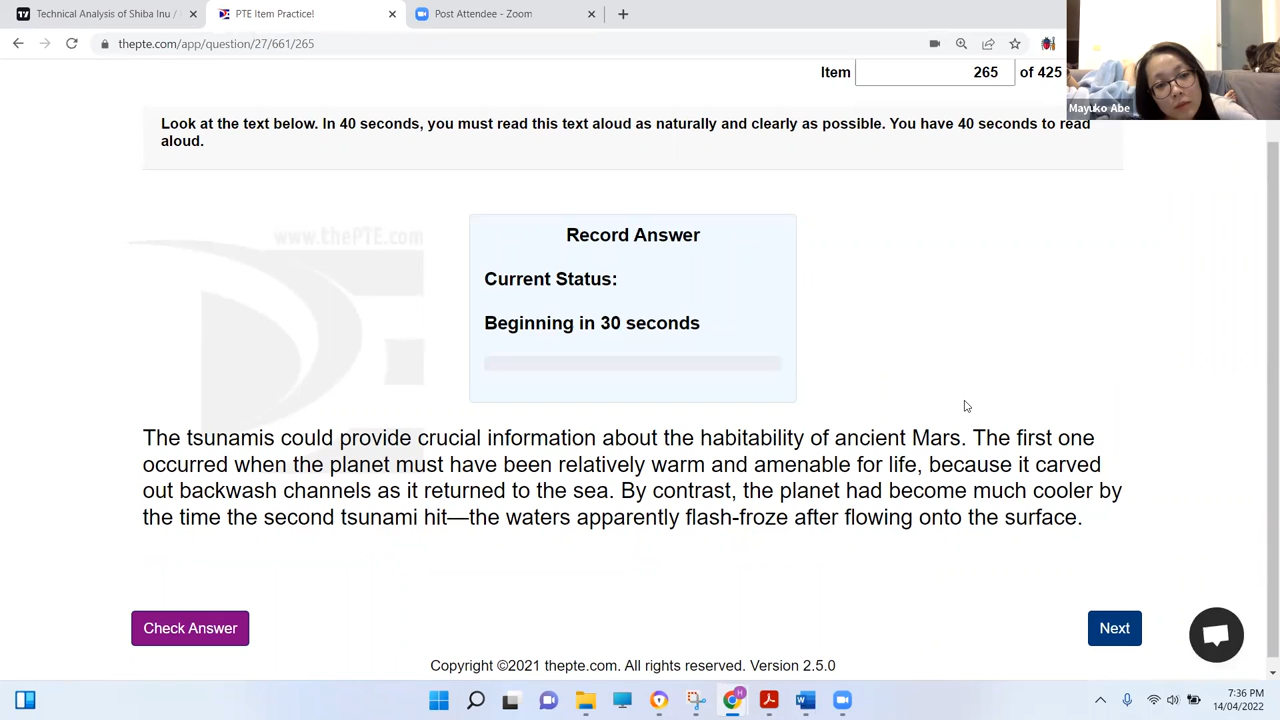 Technical Analysis of Shiba Inu /
PTE Item Practice!
Post Attendee - Zoom
thepte.com/app/question/27/661/265
Item 265 of 425
Mayuko Abe
Look at the text below. In 40 seconds, you must read this text aloud as naturally and clearly as possible. You have 40 seconds to read
aloud.
www.thePTE.com
Record Answer
Current Status:
Beginning in 30 seconds
The tsunamis could provide crucial information about the habitability of ancient Mars. The first one
occurred when the planet must have been relatively warm and amenable for life, because it carved
out backwash channels as it returned to the sea. By contrast, the planet had become much cooler by
the time the second tsunami hit—the waters apparently flash-froze after flowing onto the surface.
Check Answer
Next
Copyright ©2021 thepte.com. All rights reserved. Version 2.5.0
7:36 PM
14/04/2022